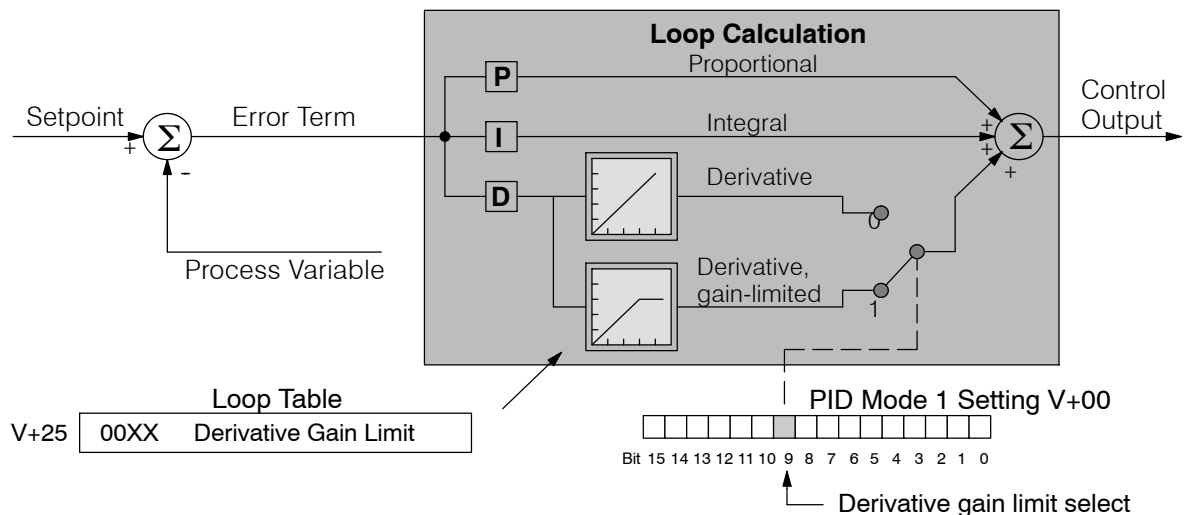 Loop Calculation
P
Proportional
Setpoint
+
Σ
-
Error Term
I
Integral
+
+
+
Σ
Control
Output
D
Derivative
0
Process Variable
Derivative,
gain-limited
1
Loop Table
V+25 00XX Derivative Gain Limit
PID Mode 1 Setting V+00
Bit 15 14 13 12 11 10 9 8 7 6 5 4 3 2 1 0
Derivative gain limit select